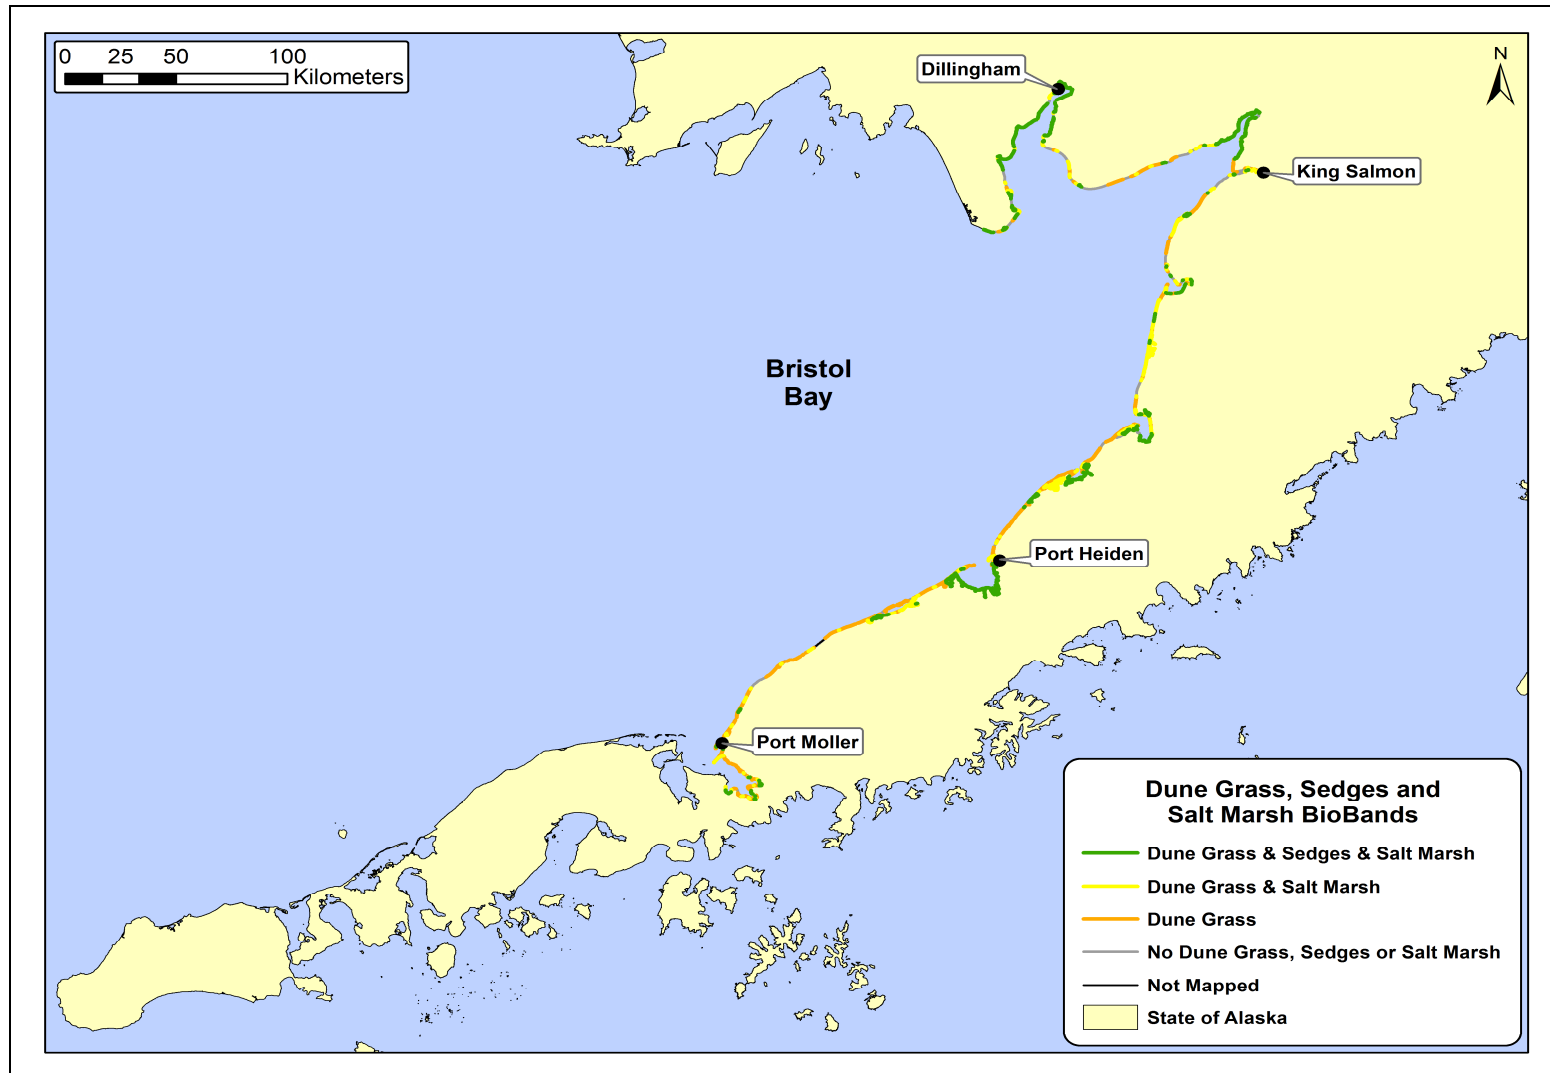 0 25 50 100
Kilometers
N
Dillingham
King Salmon
Bristol
Bay
Port Heiden
Port Moller
Dune Grass, Sedges and
Salt Marsh BioBands
Dune Grass & Sedges & Salt Marsh
Dune Grass & Salt Marsh
Dune Grass
No Dune Grass, Sedges or Salt Marsh
Not Mapped
State of Alaska